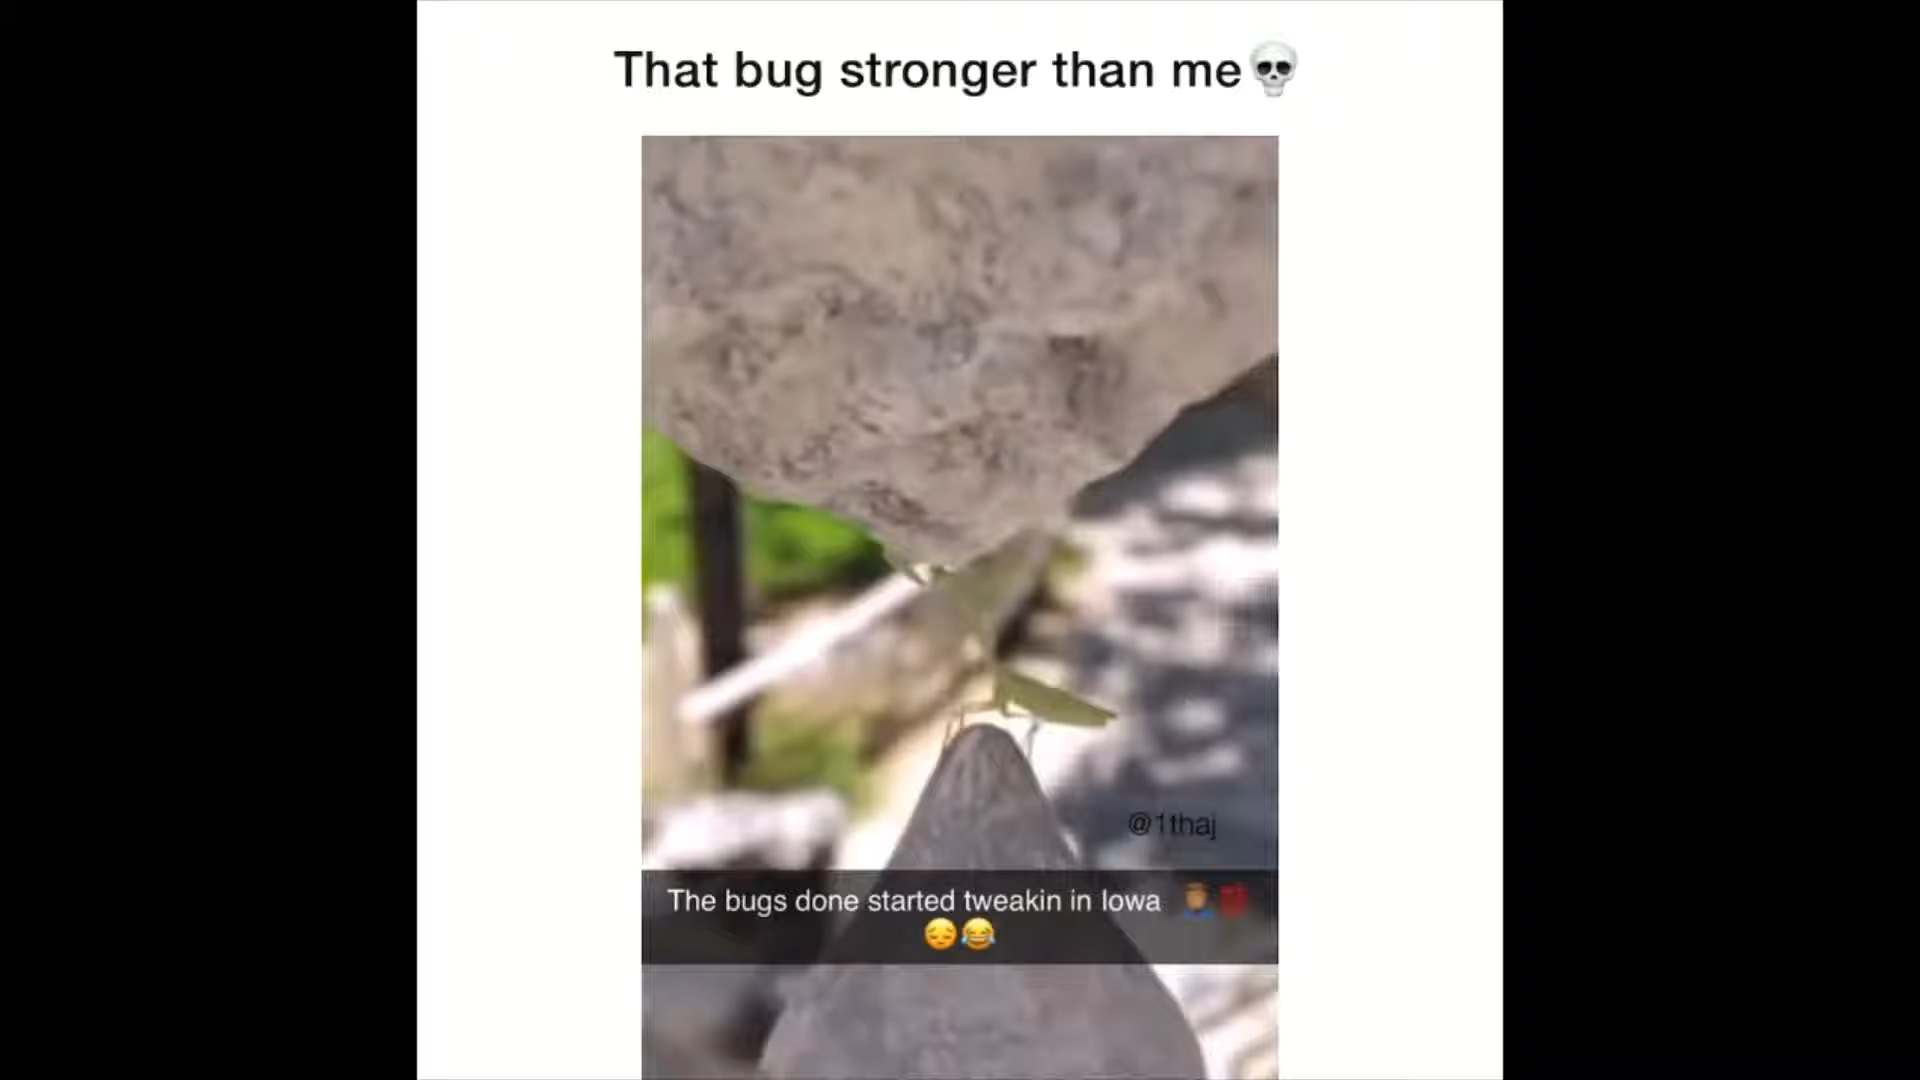 That bug stronger than me💀
@1thaj
The bugs done started tweakin in Iowa
😔😂